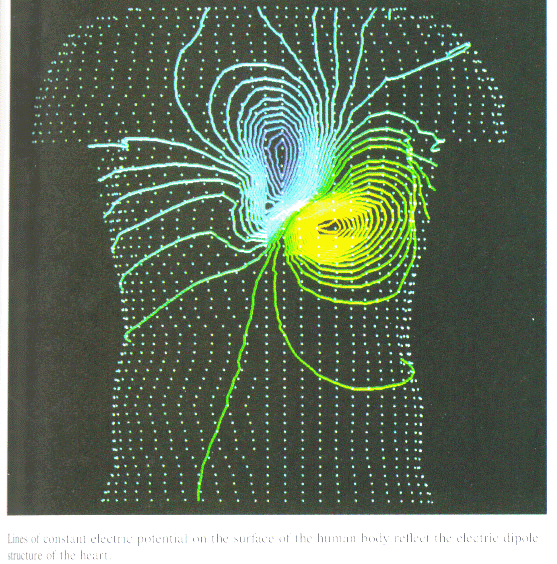 Lines of constant electric potential on the surface of the human body reflect the electric dipole
structure of the heart.